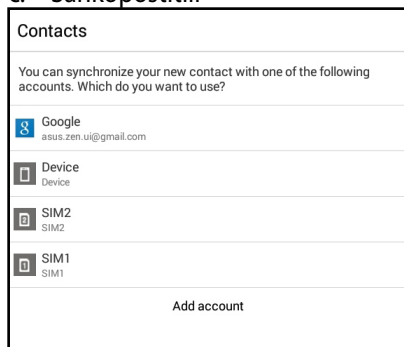 Contacts
You can synchronize your new contact with one of the following
accounts. Which do you want to use?
Google
asus.zen.ui@gmail.com
Device
Device
SIM2
SIM2
SIM1
SIM1
Add account